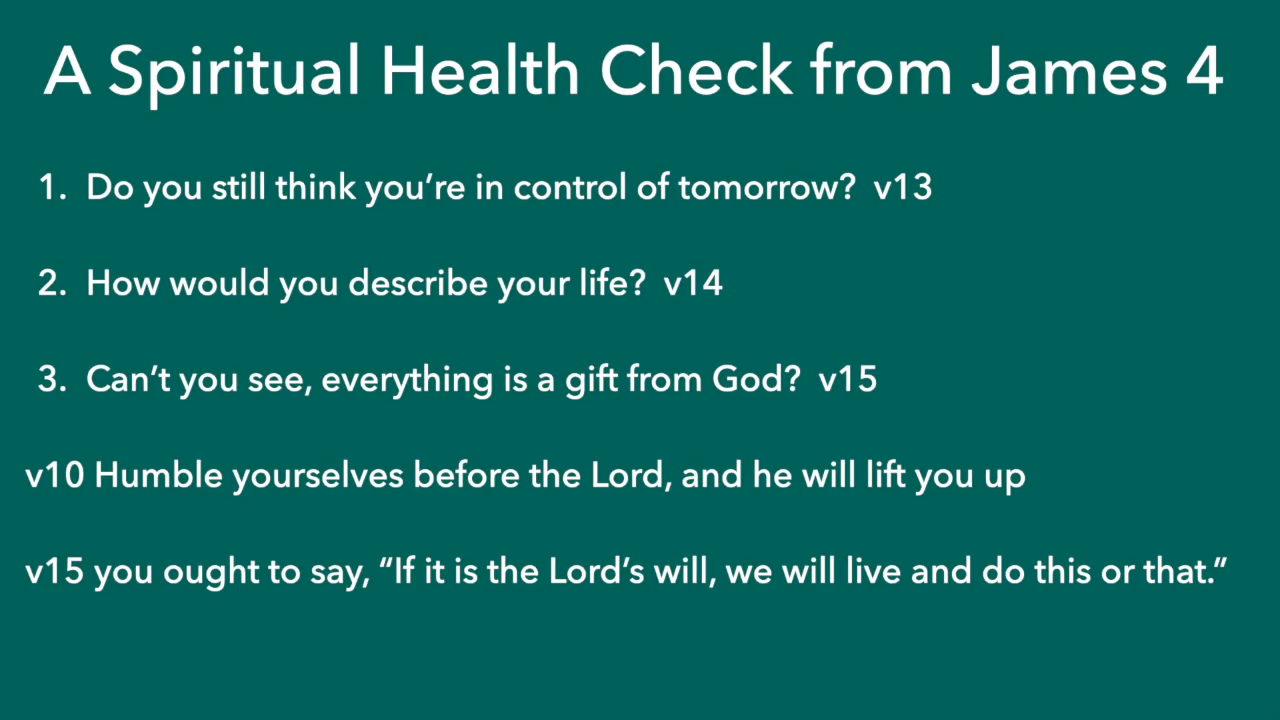 A Spiritual Health Check from James 4
1. Do you still think you’re in control of tomorrow? v13
2. How would you describe your life? v14
3. Can’t you see, everything is a gift from God? v15
v10 Humble yourselves before the Lord, and he will lift you up
v15 you ought to say, “If it is the Lord’s will, we will live and do this or that.”